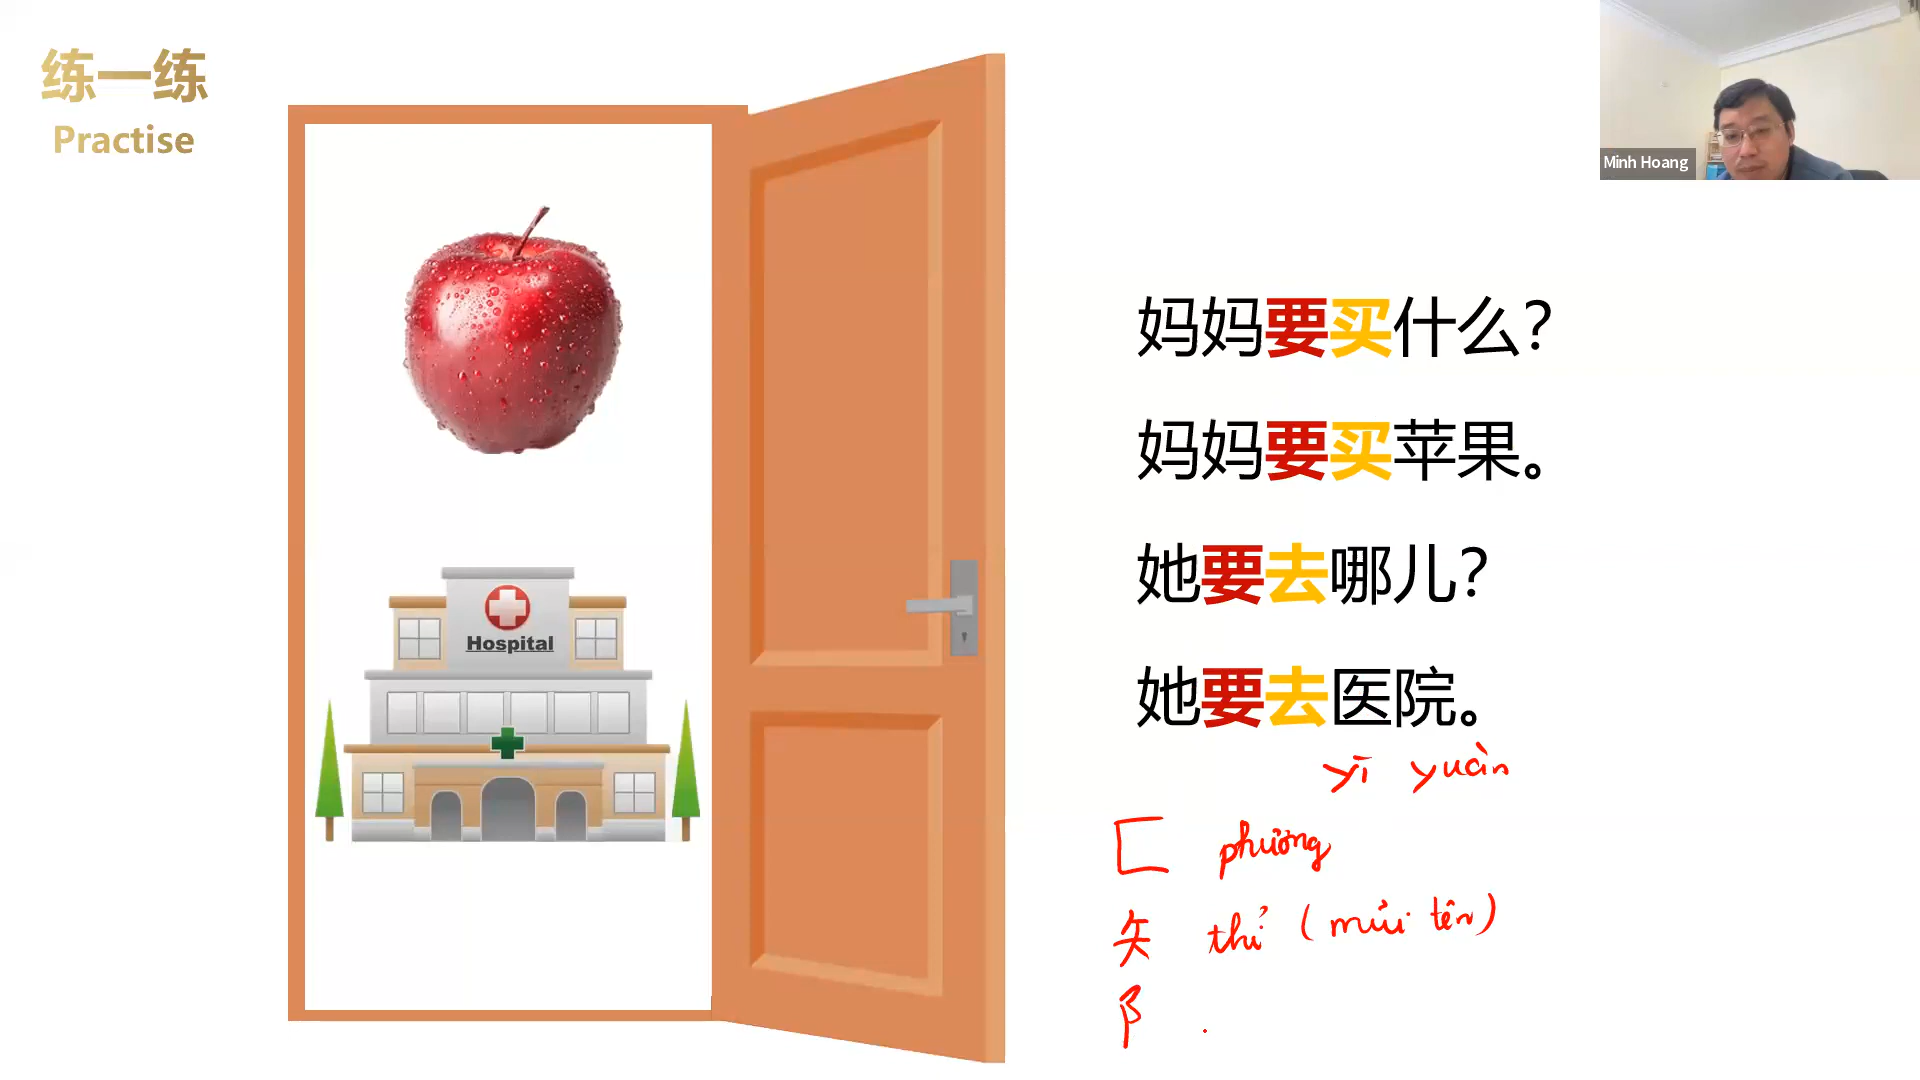 练一练
Practise
Minh Hoang
妈妈要买什么？
妈妈要买苹果。
她要去哪儿？
她要去医院。
yī yuàn
匚 phương
矢 thỉ (mũi tên)
阝
Hospital